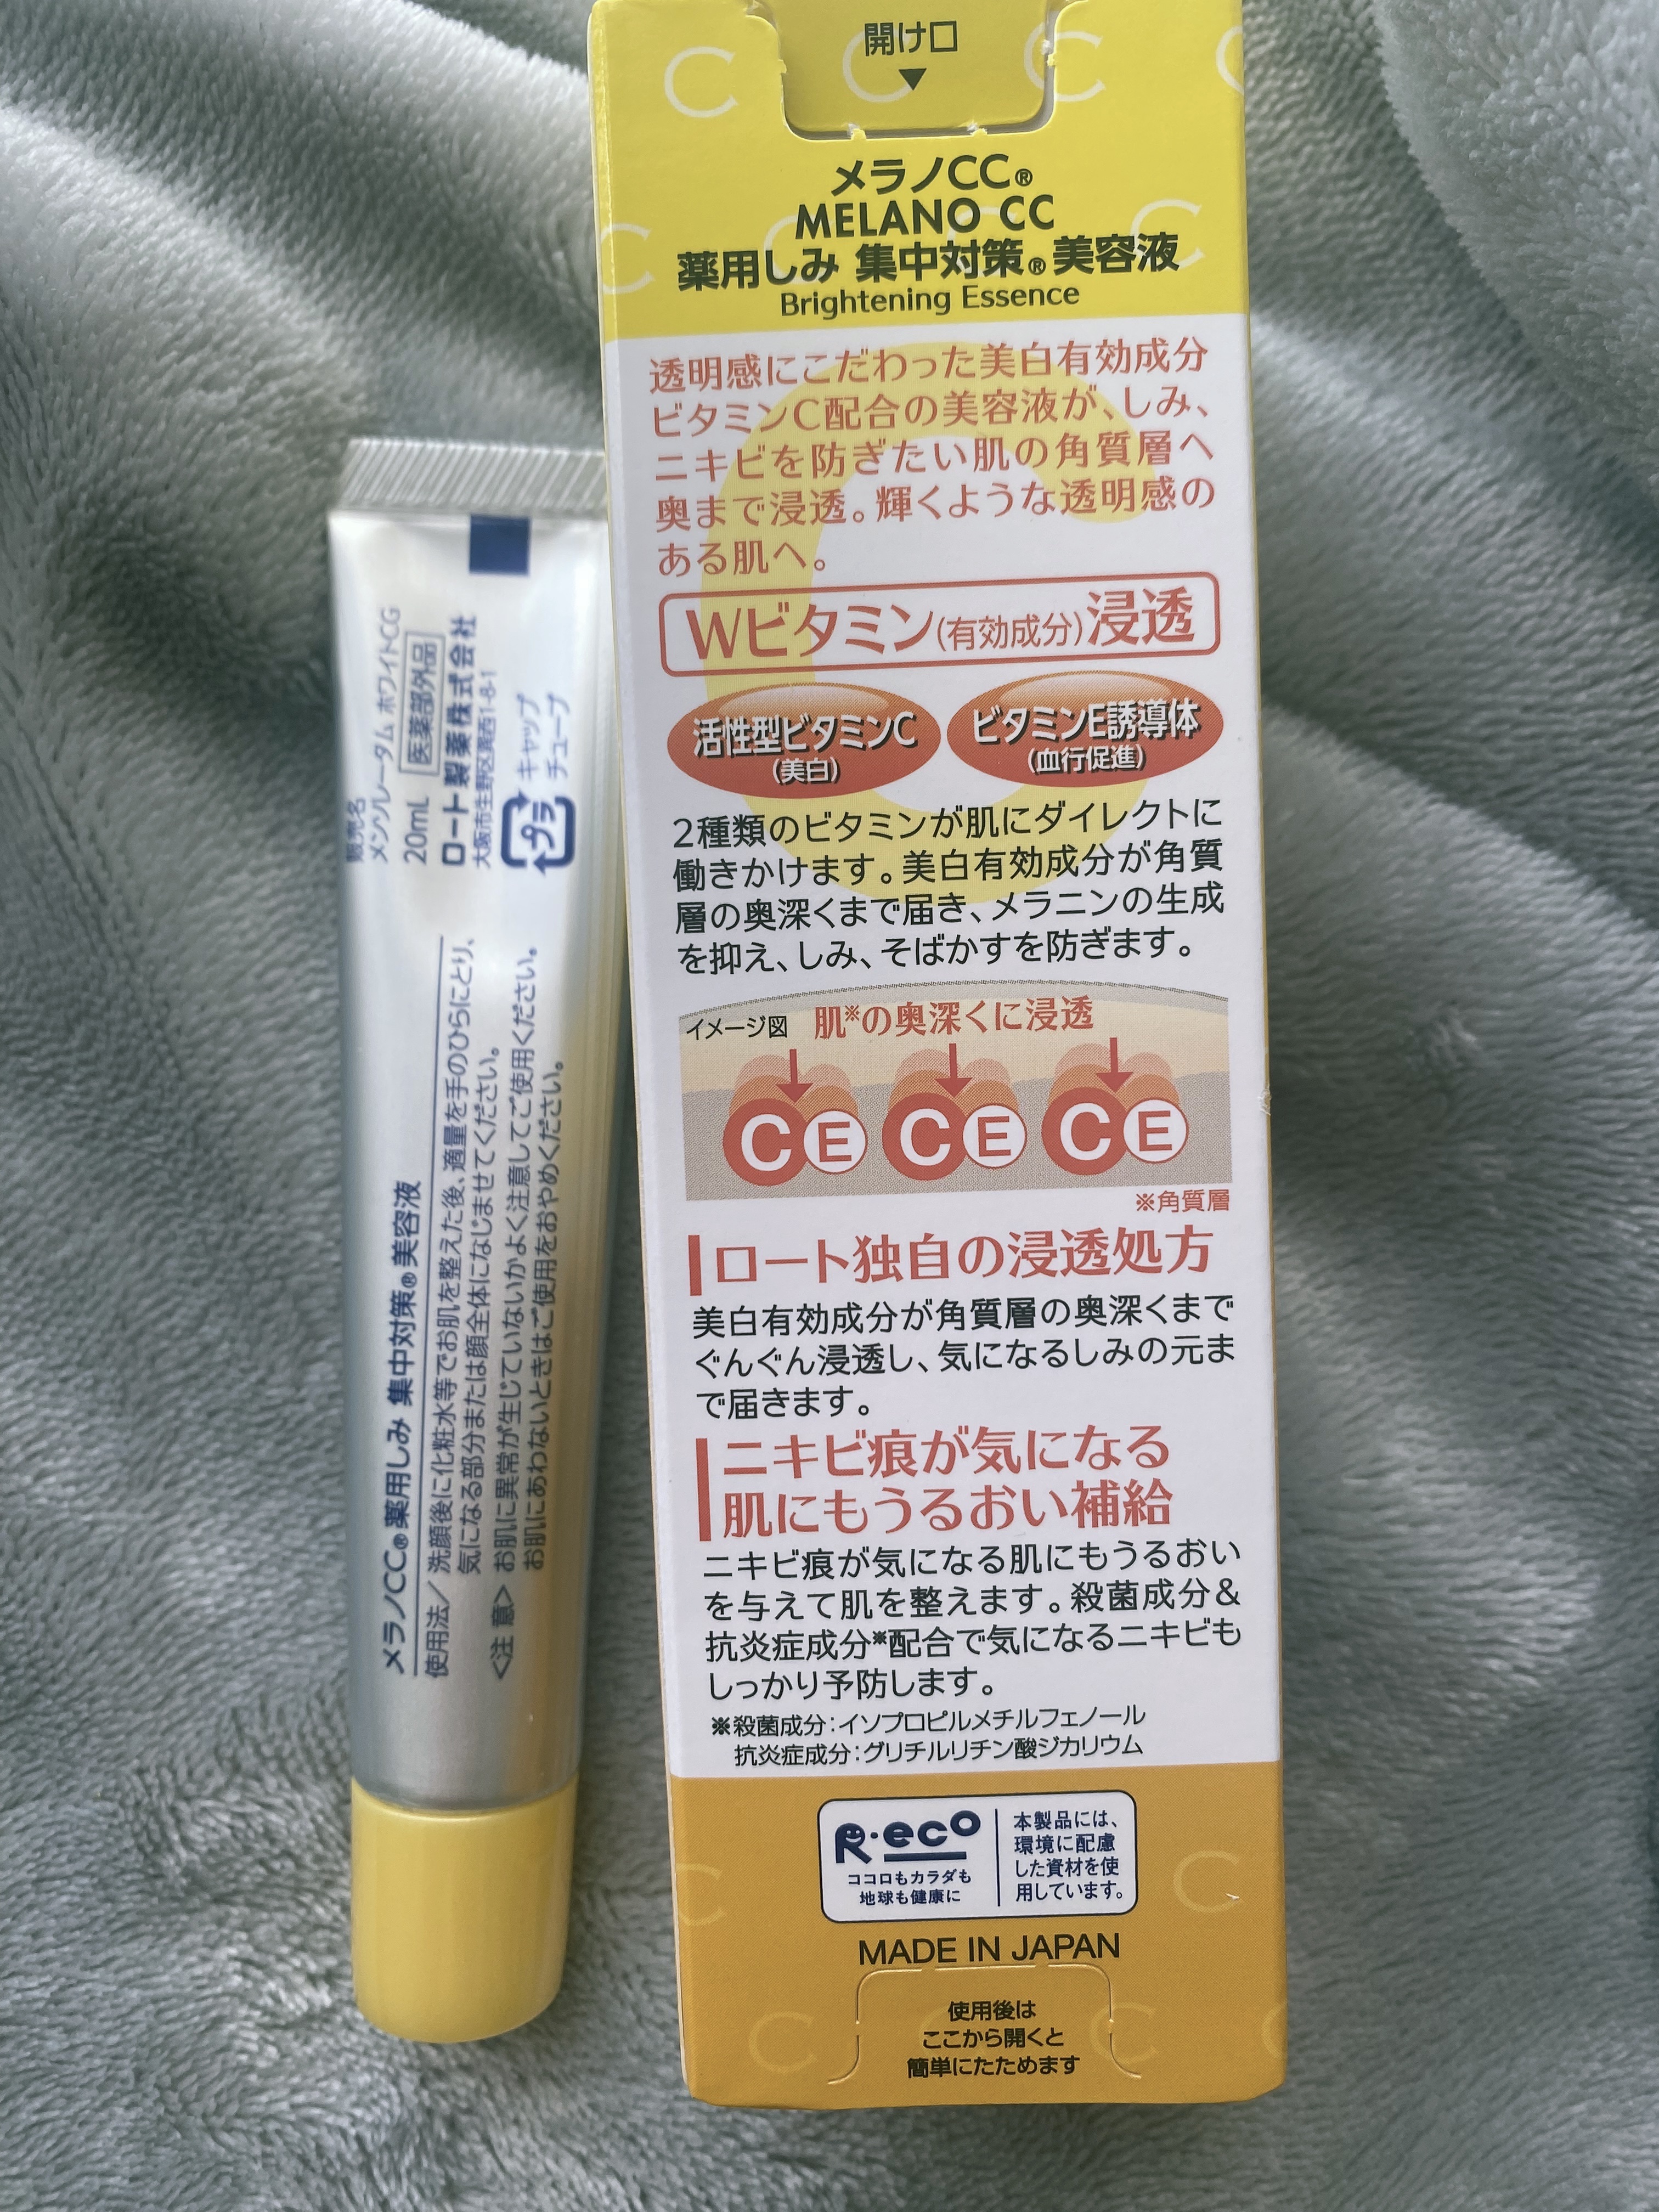 開け口
メラノCC®
MELANO CC
薬用しみ 集中対策®美容液
Brightening Essence
透明感にこだわった美白有効成分
ビタミンC配合の美容液が、しみ、
ニキビを防ぎたい肌の角質層へ
奥まで浸透。輝くような透明感の
ある肌へ。
Wビタミン(有効成分)浸透
活性型ビタミンC
(美白)
ビタミンE誘導体
(血行促進)
2種類のビタミンが肌にダイレクトに
働きかけます。美白有効成分が角質
層の奥深くまで届き、メラニンの生成
を抑え、しみ、そばかすを防ぎます。
イメージ図 肌※の奥深くに浸透
C E C E C E
※角質層
ロート独自の浸透処方
美白有効成分が角質層の奥深くまで
ぐんぐん浸透し、気になるしみの元ま
で届きます。
ニキビ痕が気になる
肌にもうるおい補給
ニキビ痕が気になる肌にもうるおい
を与えて肌を整えます。殺菌成分&
抗炎症成分※配合で気になるニキビも
しっかり予防します。
※殺菌成分:イソプロピルメチルフェノール
抗炎症成分:グリチルリチン酸ジカリウム
R・eco
ココロもカラダも
地球も健康に
本製品には、
環境に配慮
した資材を使
用しています。
MADE IN JAPAN
使用後は
ここから開くと
簡単にたためます
メラノCC®薬用しみ 集中対策®美容液
使用法/洗顔後に化粧水等でお肌を整えた後、適量を手のひらにとり、
気になる部分または顔全体になじませてください。
<注 意>お肌に異常が生じていないかよく注意してご使用ください。
お肌にあわないときはご使用をおやめください。
販売名
メンソレータム ホワイトCG
20mL 医薬部外品
ロート製薬株式会社
大阪市生野区巽西1-8-1
プラ
キャップ
チューブ